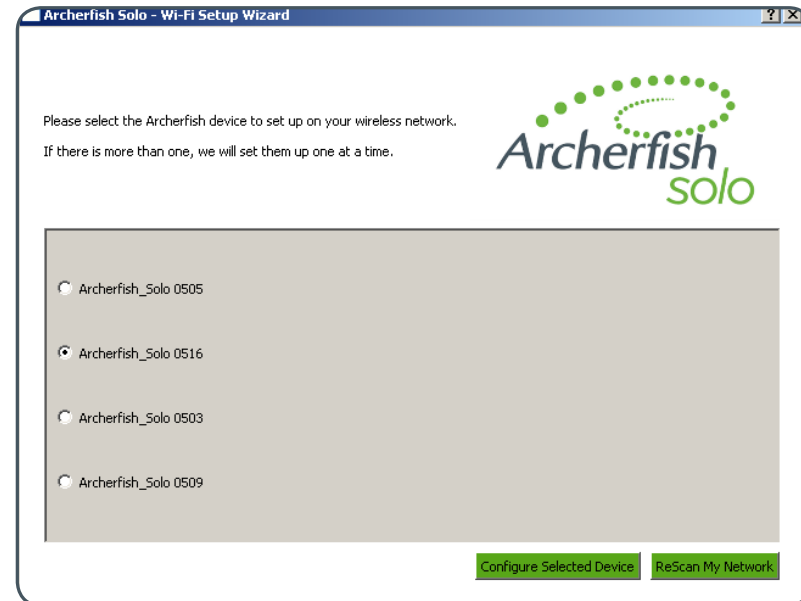 Archerfish Solo - Wi-Fi Setup Wizard
Please select the Archerfish device to set up on your wireless network.
If there is more than one, we will set them up one at a time.
Archerfish
solo
Archerfish_Solo 0505
Archerfish_Solo 0516
Archerfish_Solo 0503
Archerfish_Solo 0509
Configure Selected Device ReScan My Network